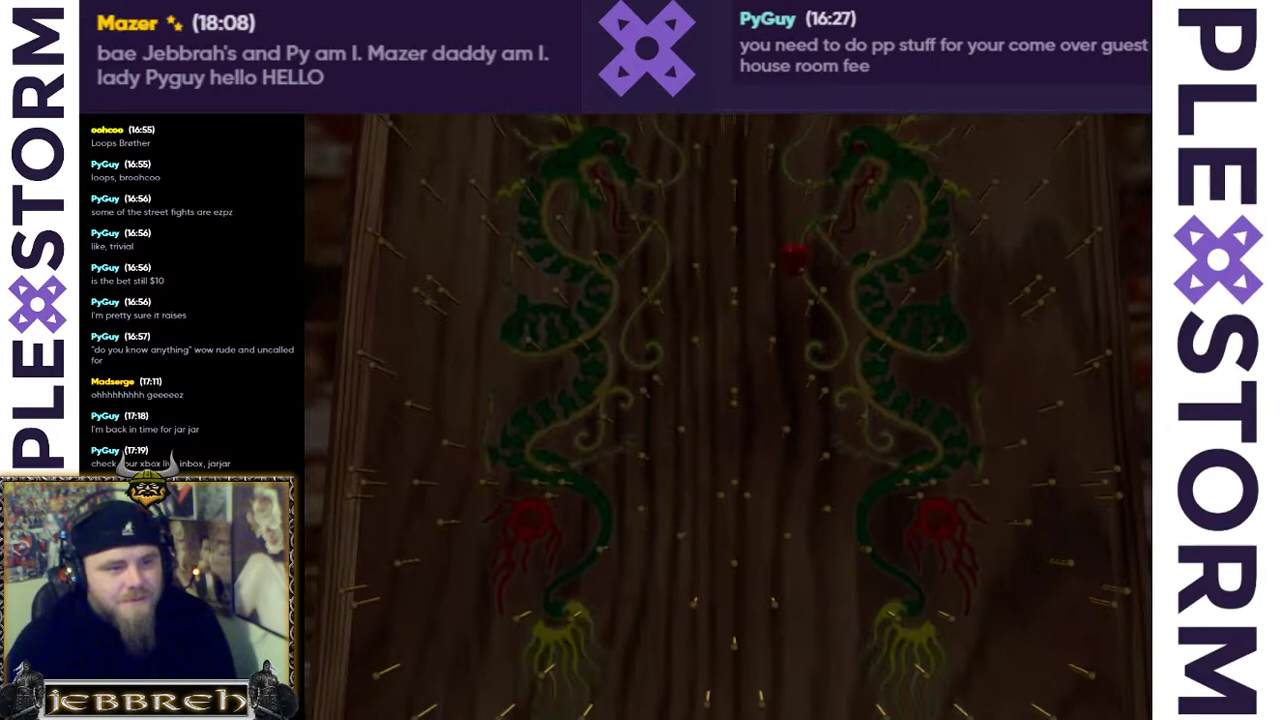 PLEXSTORM
Mazer (18:08)
bae Jebbrah's and Py am I. Mazer daddy am I.
lady Pyguy hello HELLO
PyGuy (16:27)
you need to do pp stuff for your come over guest
house room fee
PLEXSTORM
oohcoo (16:55)
Loops Brøther
PyGuy (16:55)
loops, broohcoo
PyGuy (16:56)
some of the street fights are ezpz
PyGuy (16:56)
like, trivial
PyGuy (16:56)
is the bet still $10
PyGuy (16:56)
I'm pretty sure it raises
PyGuy (16:57)
"do you know anything" wow rude and uncalled
for
Madserge (17:11)
ohhhhhhhhh geeeeez
PyGuy (17:18)
I'm back in time for jar jar
PyGuy (17:19)
check your xbox inbox, jarjar
JEBBREH